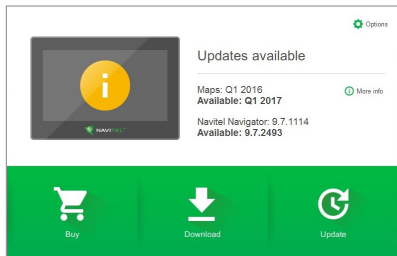 Options
Updates available
Maps: Q1 2016
Available: Q1 2017
More info
Navitel Navigator: 9.7.1114
Available: 9.7.2493
NAVITEL
Buy
Download
Update